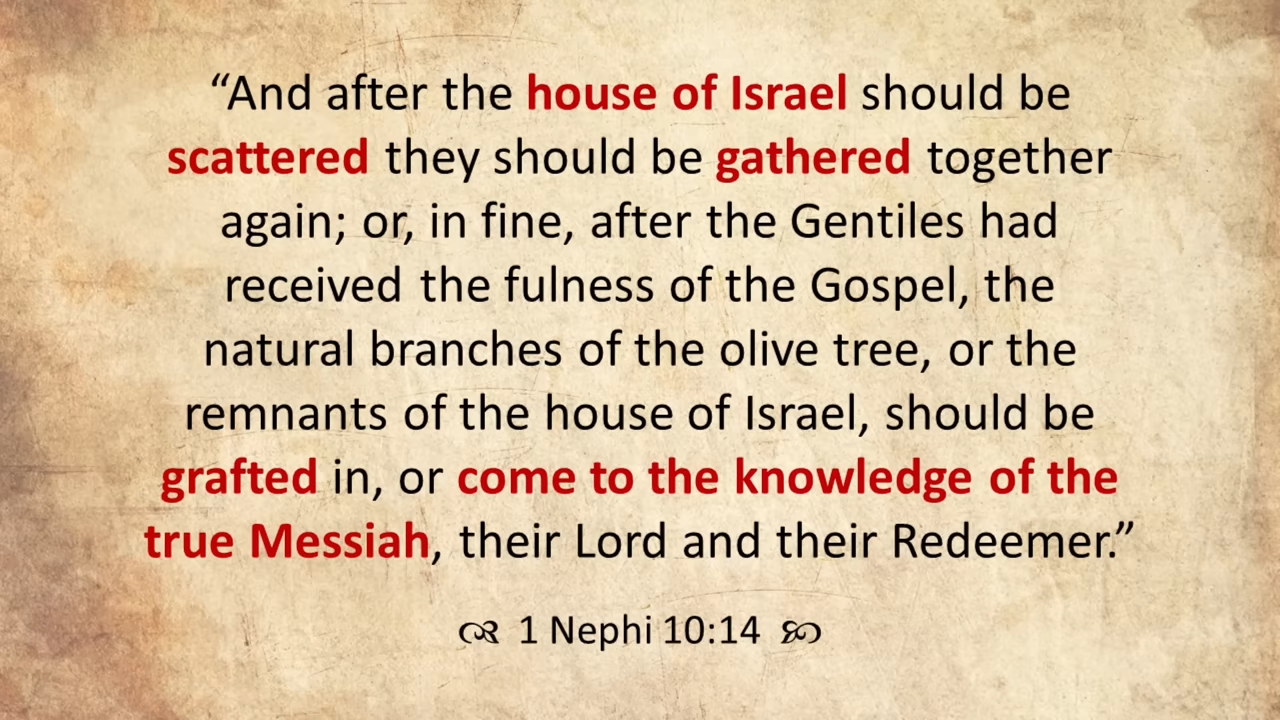 “And after the house of Israel should be
scattered they should be gathered together
again; or, in fine, after the Gentiles had
received the fulness of the Gospel, the
natural branches of the olive tree, or the
remnants of the house of Israel, should be
grafted in, or come to the knowledge of the
true Messiah, their Lord and their Redeemer.”
1 Nephi 10:14